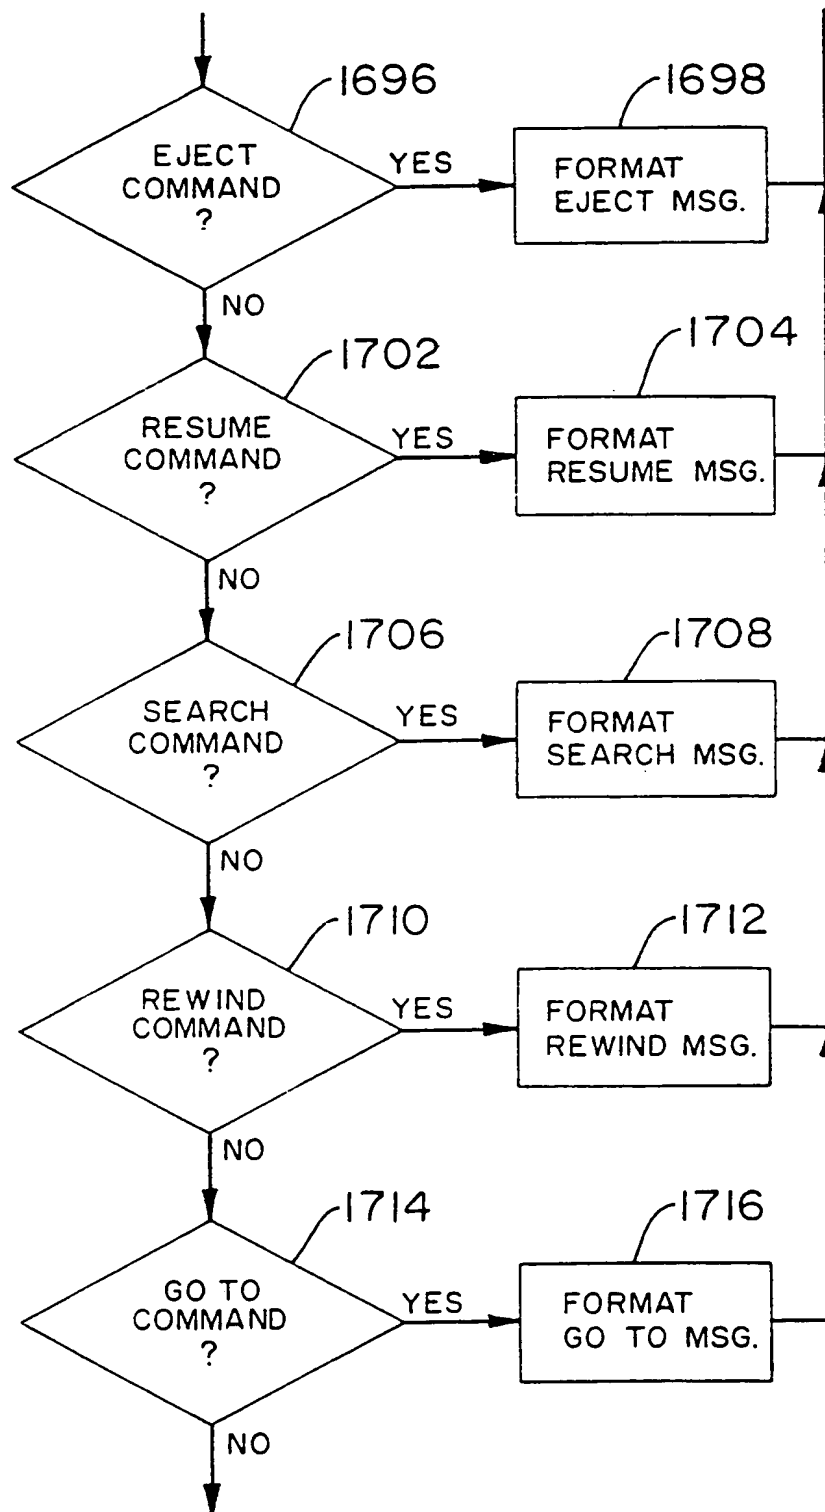 1696
1698
EJECT
COMMAND
?
YES
FORMAT
EJECT MSG.
NO
1702
1704
RESUME
COMMAND
?
YES
FORMAT
RESUME MSG.
NO
1706
1708
SEARCH
COMMAND
?
YES
FORMAT
SEARCH MSG.
NO
1710
1712
REWIND
COMMAND
?
YES
FORMAT
REWIND MSG.
NO
1714
1716
GO TO
COMMAND
?
YES
FORMAT
GO TO MSG.
NO